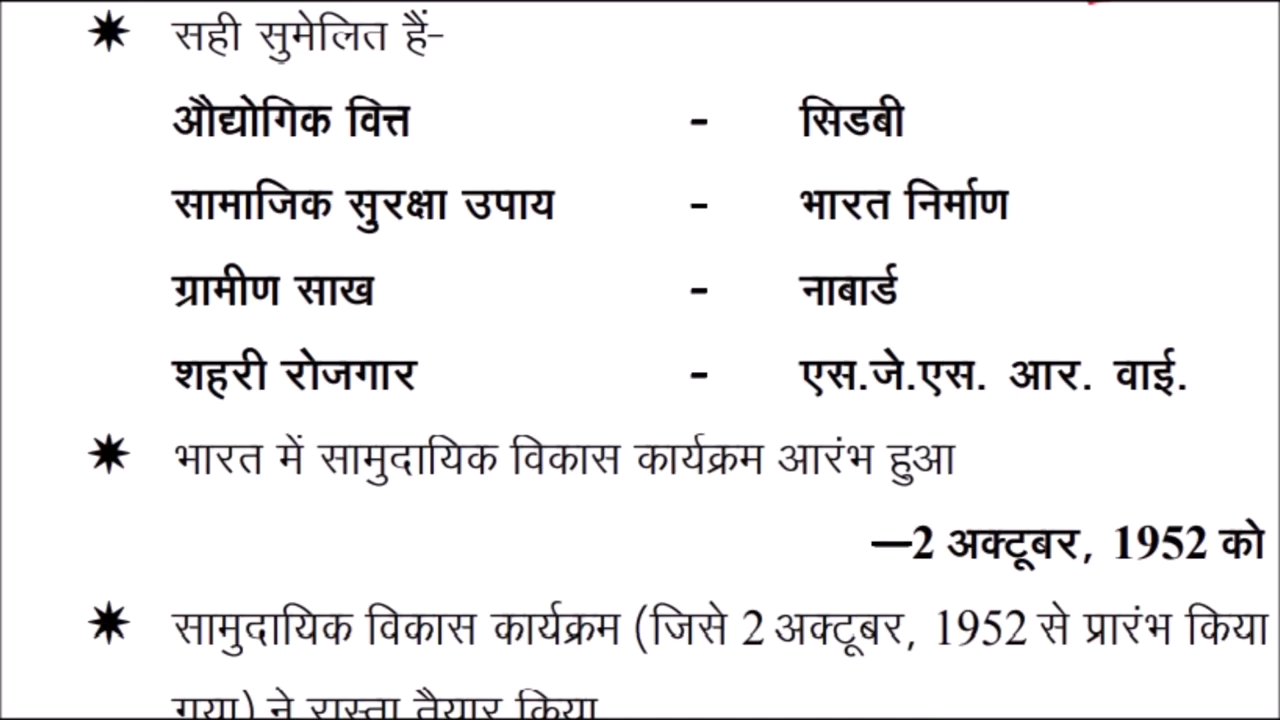 ✷ सही सुमेलित हैं-
औद्योगिक वित्त - सिडबी
सामाजिक सुरक्षा उपाय - भारत निर्माण
ग्रामीण साख - नाबार्ड
शहरी रोजगार - एस.जे.एस. आर. वाई.
✷ भारत में सामुदायिक विकास कार्यक्रम आरंभ हुआ
—2 अक्टूबर, 1952 को
✷ सामुदायिक विकास कार्यक्रम (जिसे 2 अक्टूबर, 1952 से प्रारंभ किया
गया) ने रास्ता तैयार किया